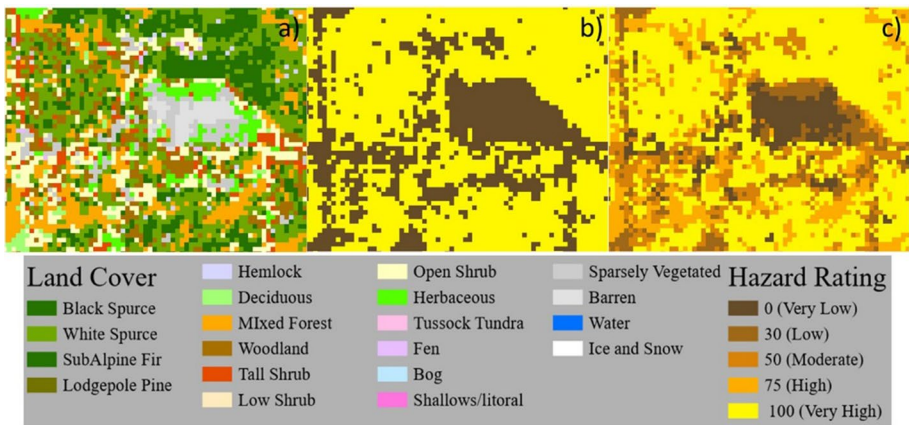 a)
b)
c)
Land Cover
Black Spurce
White Spurce
SubAlpine Fir
Lodgepole Pine
Hemlock
Deciduous
MIxed Forest
Woodland
Tall Shrub
Low Shrub
Open Shrub
Herbaceous
Tussock Tundra
Fen
Bog
Shallows/litoral
Sparsely Vegetated
Barren
Water
Ice and Snow
Hazard Rating
0 (Very Low)
30 (Low)
50 (Moderate)
75 (High)
100 (Very High)